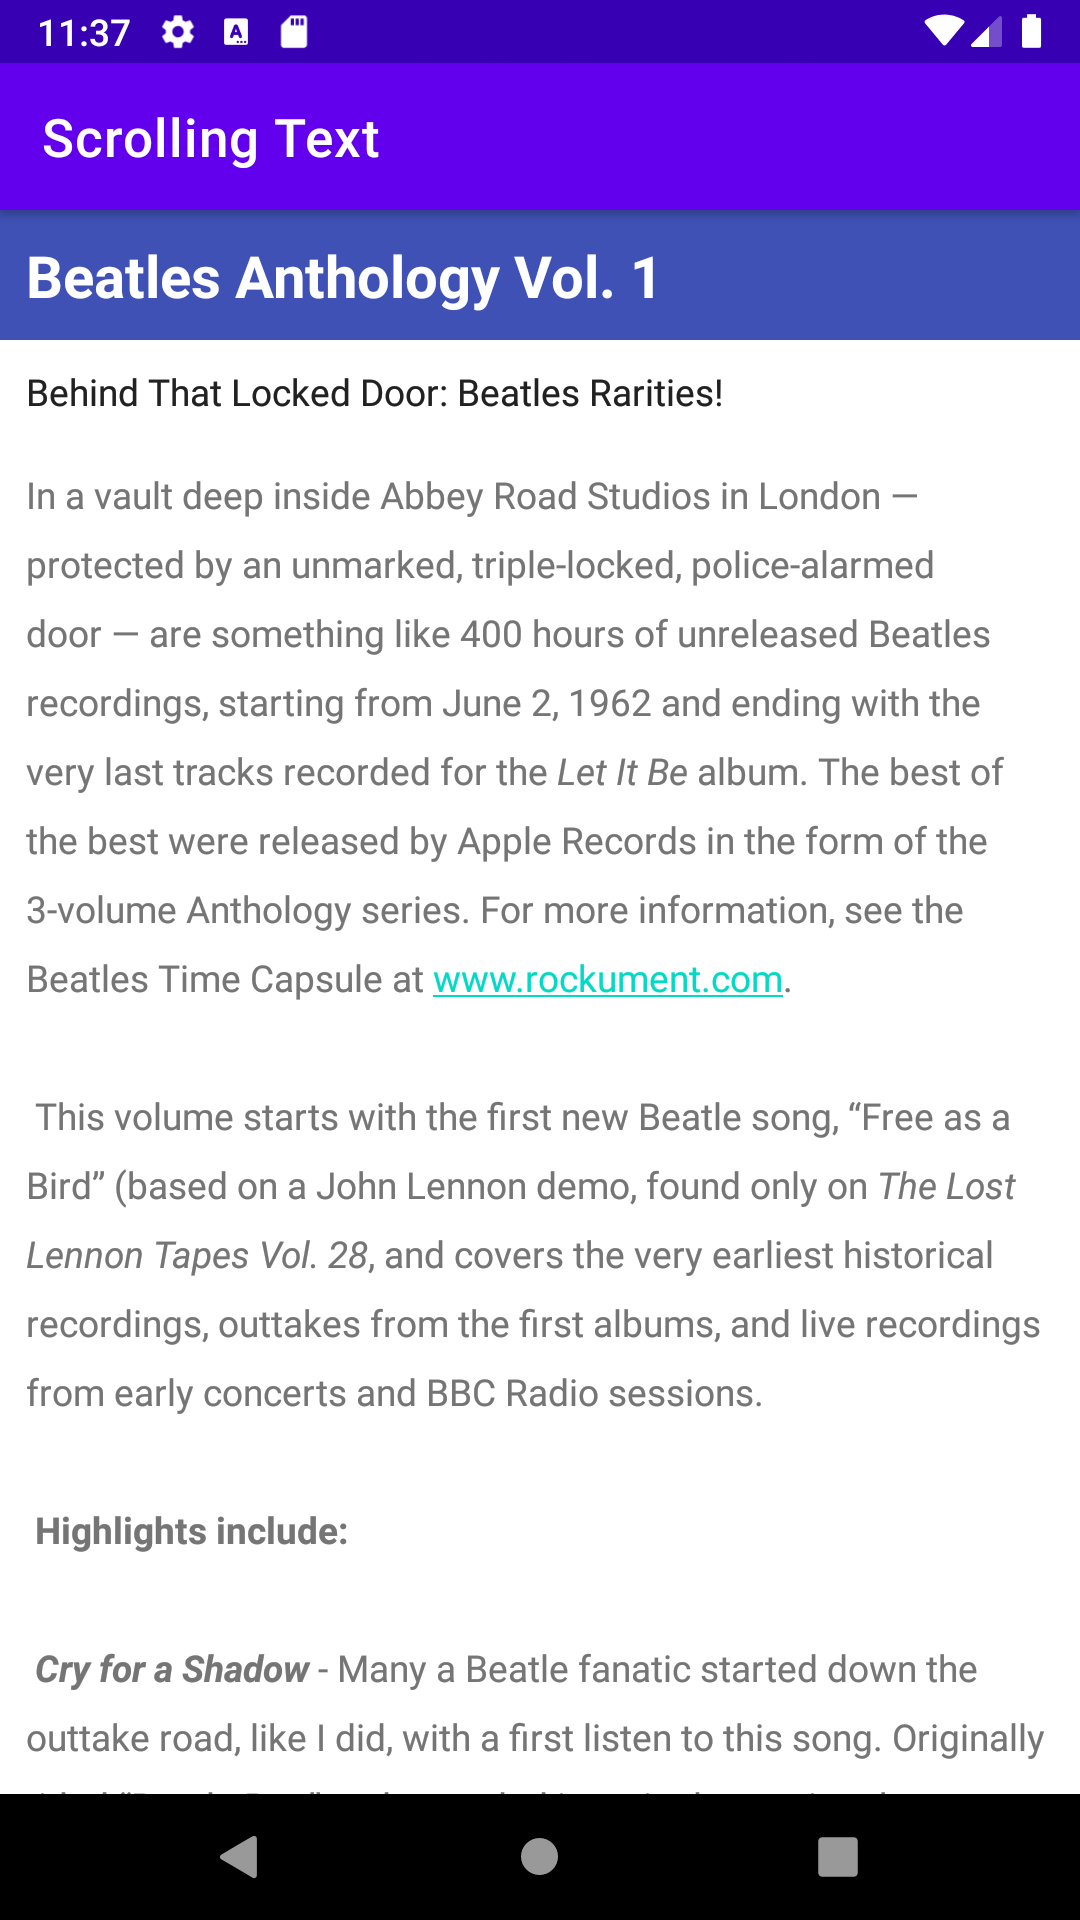 11:37
Scrolling Text
Beatles Anthology Vol. 1
Behind That Locked Door: Beatles Rarities!
In a vault deep inside Abbey Road Studios in London —
protected by an unmarked, triple-locked, police-alarmed
door — are something like 400 hours of unreleased Beatles
recordings, starting from June 2, 1962 and ending with the
very last tracks recorded for the Let It Be album. The best of
the best were released by Apple Records in the form of the
3-volume Anthology series. For more information, see the
Beatles Time Capsule at www.rockument.com.
This volume starts with the first new Beatle song, “Free as a
Bird” (based on a John Lennon demo, found only on The Lost
Lennon Tapes Vol. 28, and covers the very earliest historical
recordings, outtakes from the first albums, and live recordings
from early concerts and BBC Radio sessions.
Highlights include:
Cry for a Shadow - Many a Beatle fanatic started down the
outtake road, like I did, with a first listen to this song. Originally